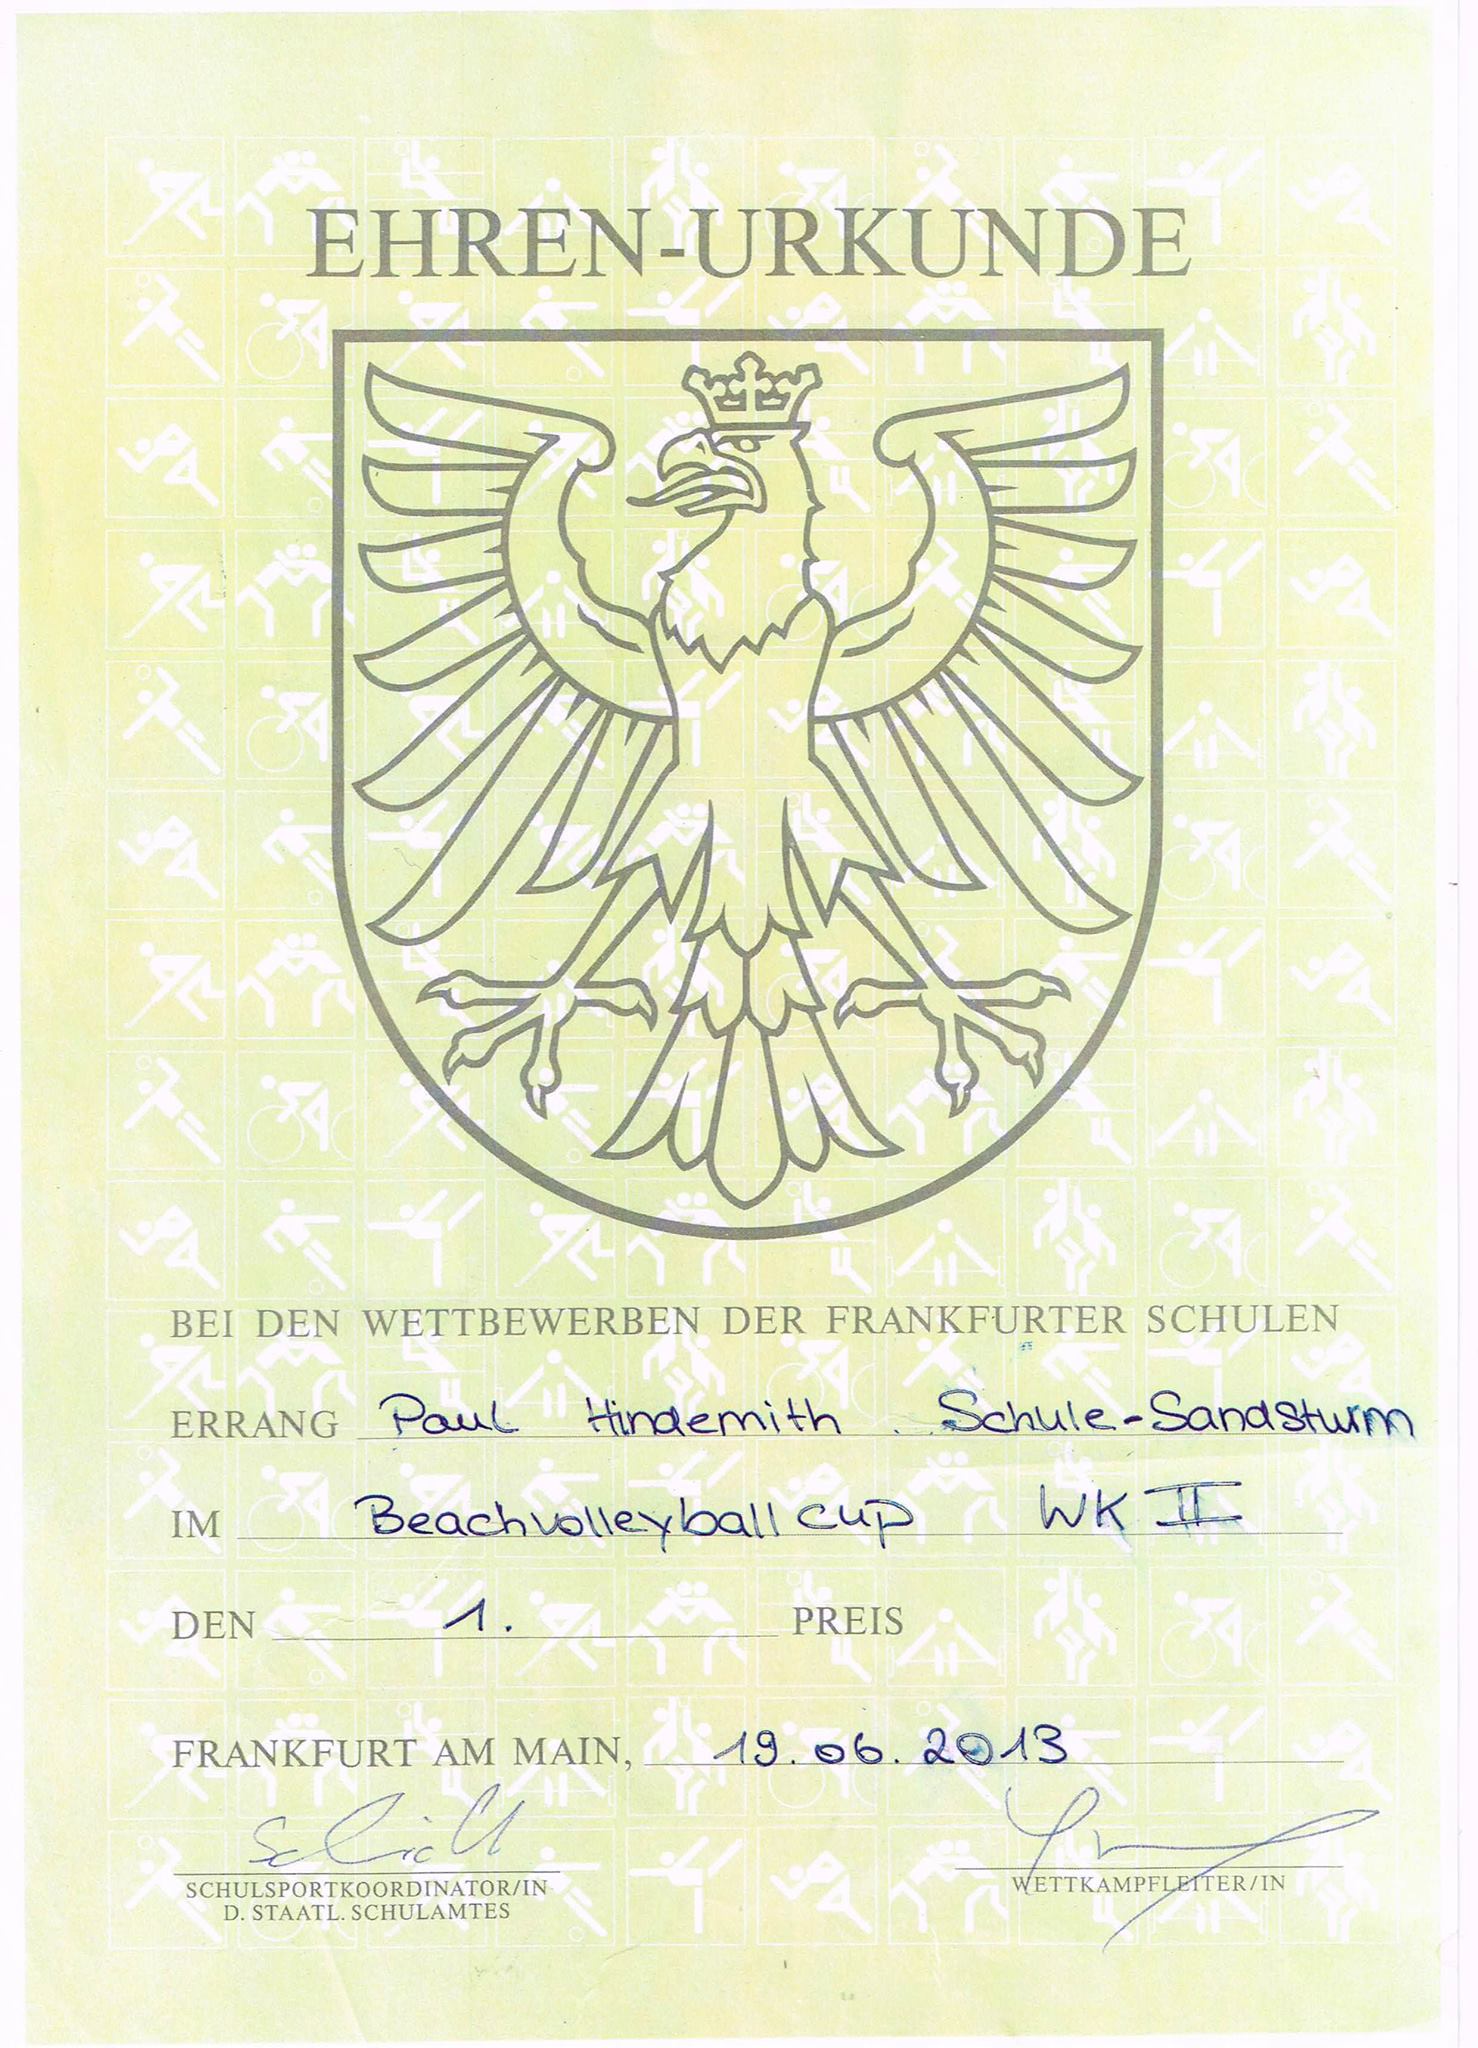 EHREN-URKUNDE
BEI DEN WETTBEWERBEN DER FRANKFURTER SCHULEN
ERRANG Paul Hindemith Schule-Sandsturm
IM Beachvolleyball cup WK II
DEN 1. PREIS
FRANKFURT AM MAIN, 19.06.2013
SCHULSPORTKOORDINATOR/IN
D. STAATL. SCHULAMTES
WETTKAMPFLEITER/IN